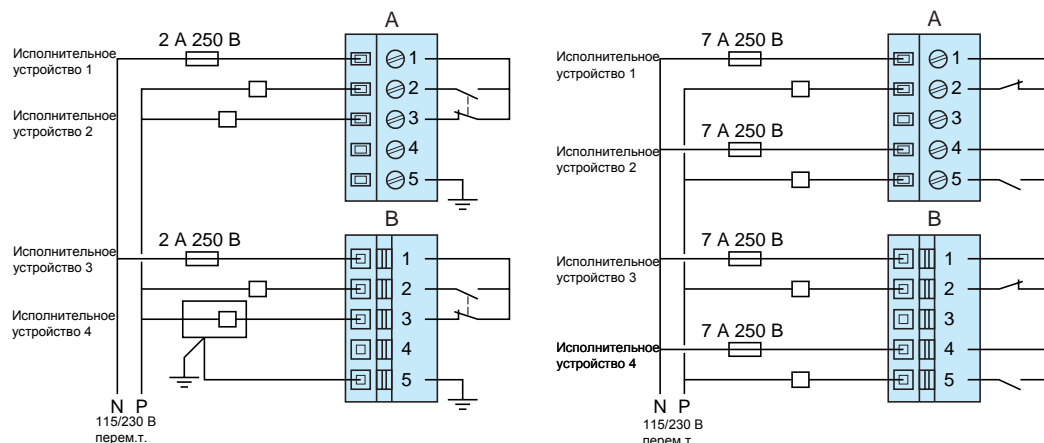 A
2 А 250 В
Исполнительное
устройство 1
1
2
Исполнительное
устройство 2
3
4
5
B
2 А 250 В
Исполнительное
устройство 3
1
2
Исполнительное
устройство 4
3
4
5
N P
115/230 В
перем.т.
A
7 А 250 В
Исполнительное
устройство 1
1
2
3
7 А 250 В
Исполнительное
устройство 2
4
5
B
7 А 250 В
Исполнительное
устройство 3
1
2
3
7 А 250 В
Исполнительное
устройство 4
4
5
N P
115/230 В
перем.т.